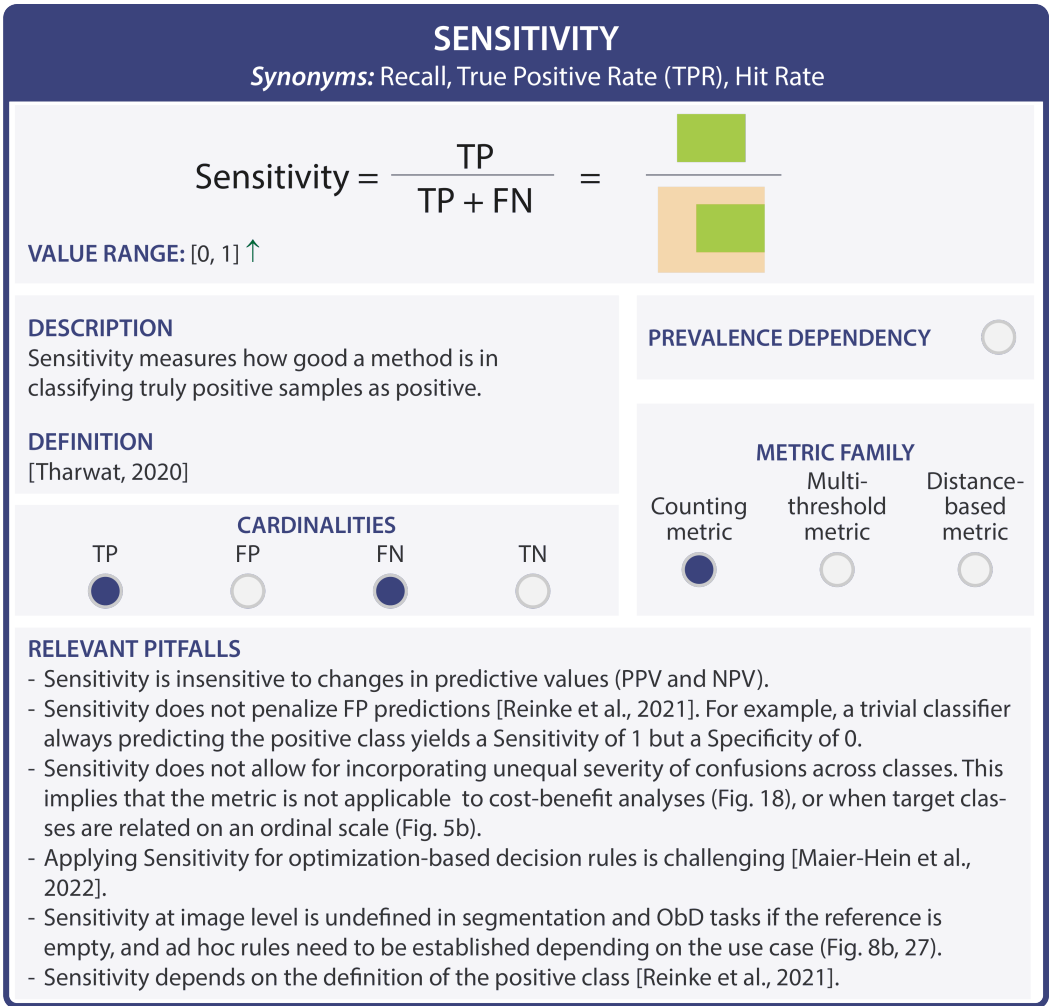 SENSITIVITY
Synonyms: Recall, True Positive Rate (TPR), Hit Rate
Sensitivity = TP / TP + FN =
VALUE RANGE: [0, 1] ↑
DESCRIPTION
Sensitivity measures how good a method is in
classifying truly positive samples as positive.
DEFINITION
[Tharwat, 2020]
PREVALENCE DEPENDENCY
CARDINALITIES
TP FP FN TN
METRIC FAMILY
Counting metric
Multi-threshold metric
Distance-based metric
RELEVANT PITFALLS
- Sensitivity is insensitive to changes in predictive values (PPV and NPV).
- Sensitivity does not penalize FP predictions [Reinke et al., 2021]. For example, a trivial classifier
always predicting the positive class yields a Sensitivity of 1 but a Specificity of 0.
- Sensitivity does not allow for incorporating unequal severity of confusions across classes. This
implies that the metric is not applicable to cost-benefit analyses (Fig. 18), or when target clas-
ses are related on an ordinal scale (Fig. 5b).
- Applying Sensitivity for optimization-based decision rules is challenging [Maier-Hein et al.,
2022].
- Sensitivity at image level is undefined in segmentation and ObD tasks if the reference is
empty, and ad hoc rules need to be established depending on the use case (Fig. 8b, 27).
- Sensitivity depends on the definition of the positive class [Reinke et al., 2021].